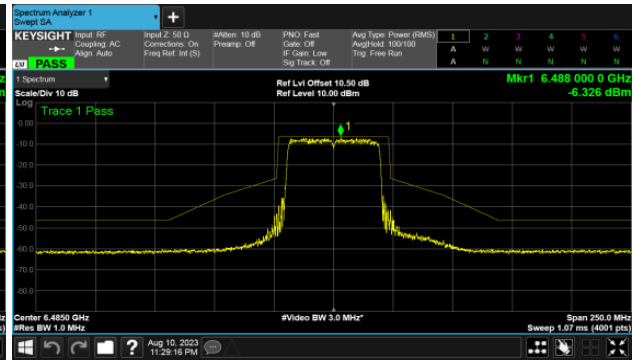 Spectrum Analyzer 1
Swept SA
+
KEYSIGHT Input: RF
Coupling: AC
Align: Auto
Input Z: 50 Ω
Corrections: On
Freq Ref: Int (S)
#Atten: 10 dB
Preamp: Off
PNO: Fast
Gate: Off
IF Gain: Low
Sig Track: Off
Avg Type: Power (RMS)
Avg|Hold: 100/100
Trig: Free Run
1 2 3 4 5 6
A W W W W W
A N N N N N
LXI PASS
1 Spectrum
Scale/Div 10 dB
Ref Lvl Offset 10.50 dB
Ref Level 10.00 dBm
Mkr1 6.488 000 0 GHz
-6.326 dBm
Log
Trace 1 Pass
1
0.00
-10.0
-20.0
-30.0
-40.0
-50.0
-60.0
-80.0
Center 6.4850 GHz
#Res BW 1.0 MHz
#Video BW 3.0 MHz*
Span 250.0 MHz
Sweep 1.07 ms (4001 pts)
?
Aug 10, 2023
11:29:16 PM